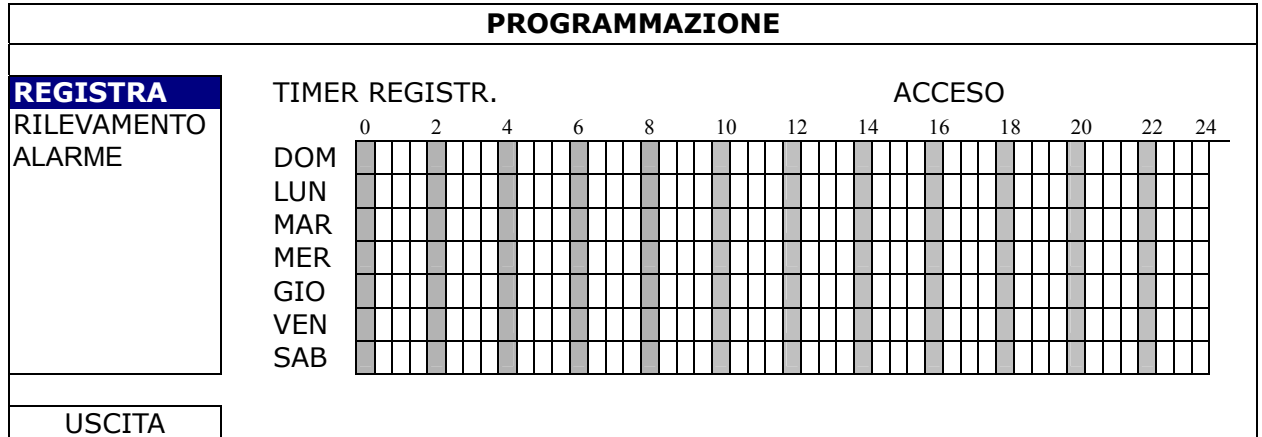 PROGRAMMAZIONE
REGISTRA
RILEVAMENTO
ALARME
TIMER REGISTR. ACCESO
0 2 4 6 8 10 12 14 16 18 20 22 24
DOM
LUN
MAR
MER
GIO
VEN
SAB
USCITA